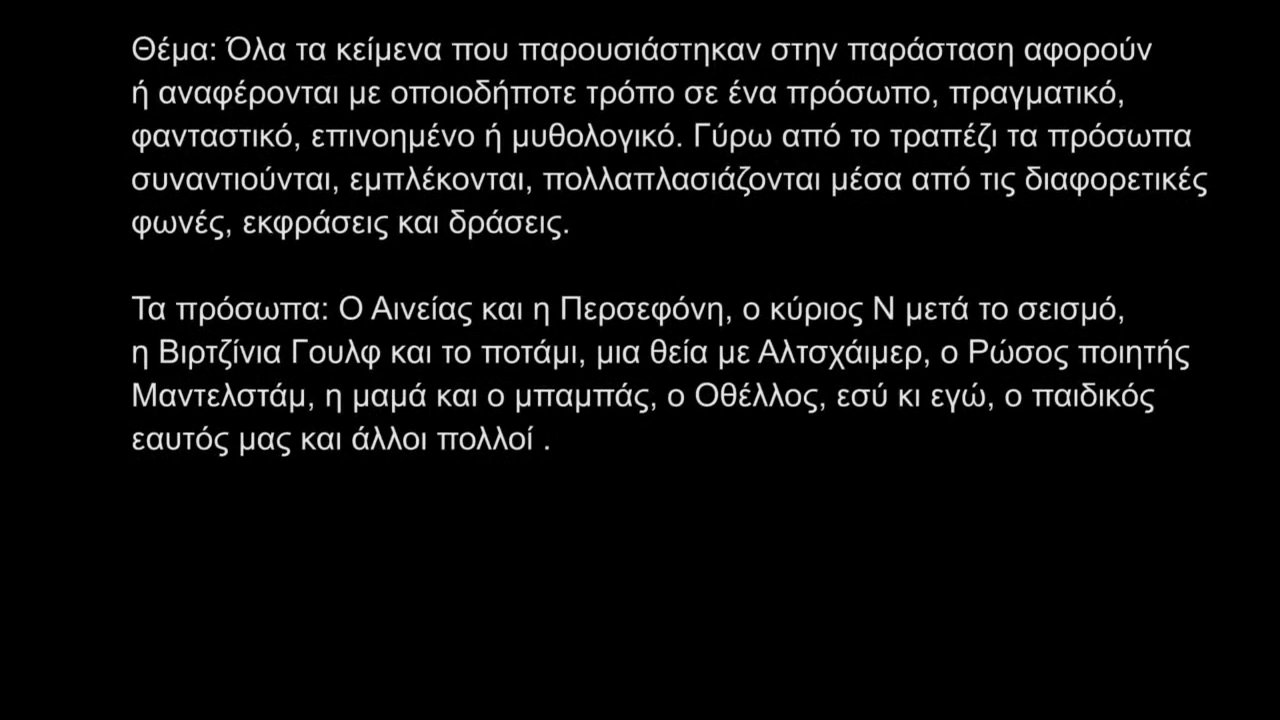 Θέμα: Όλα τα κείμενα που παρουσιάστηκαν στην παράσταση αφορούν
ή αναφέρονται με οποιοδήποτε τρόπο σε ένα πρόσωπο, πραγματικό,
φανταστικό, επινοημένο ή μυθολογικό. Γύρω από το τραπέζι τα πρόσωπα
συναντιούνται, εμπλέκονται, πολλαπλασιάζονται μέσα από τις διαφορετικές
φωνές, εκφράσεις και δράσεις.
Τα πρόσωπα: Ο Αινείας και η Περσεφόνη, ο κύριος Ν μετά το σεισμό,
η Βιρτζίνια Γουλφ και το ποτάμι, μια θεία με Αλτσχάιμερ, ο Ρώσος ποιητής
Μαντελστάμ, η μαμά και ο μπαμπάς, ο Οθέλλος, εσύ κι εγώ, ο παιδικός
εαυτός μας και άλλοι πολλοί .